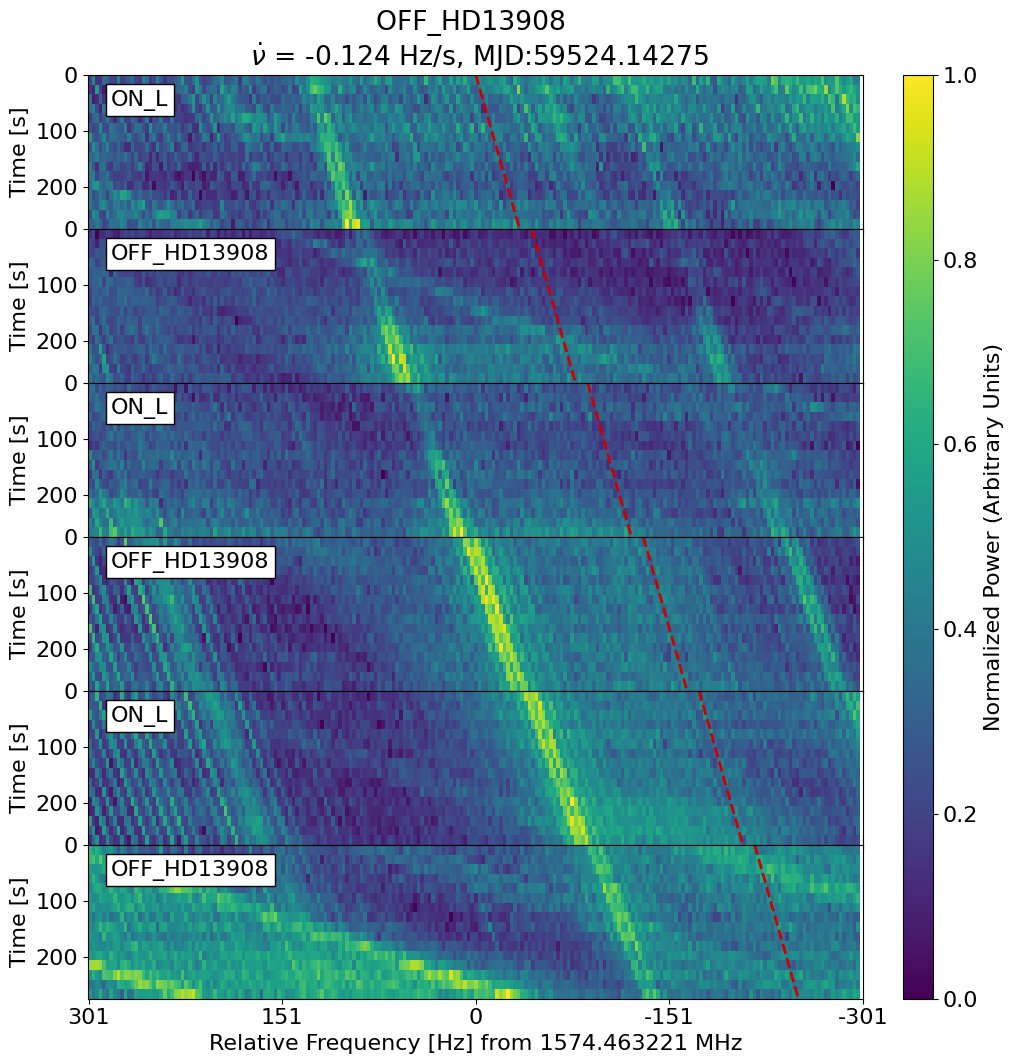 OFF_HD13908
ν̇ = -0.124 Hz/s, MJD:59524.14275
ON_L
OFF_HD13908
ON_L
OFF_HD13908
ON_L
OFF_HD13908
Time [s]
0
100
200
Time [s]
0
100
200
Time [s]
0
100
200
Time [s]
0
100
200
Time [s]
0
100
200
Time [s]
0
100
200
301
151
0
-151
-301
Relative Frequency [Hz] from 1574.463221 MHz
1.0
0.8
0.6
0.4
0.2
0.0
Normalized Power (Arbitrary Units)